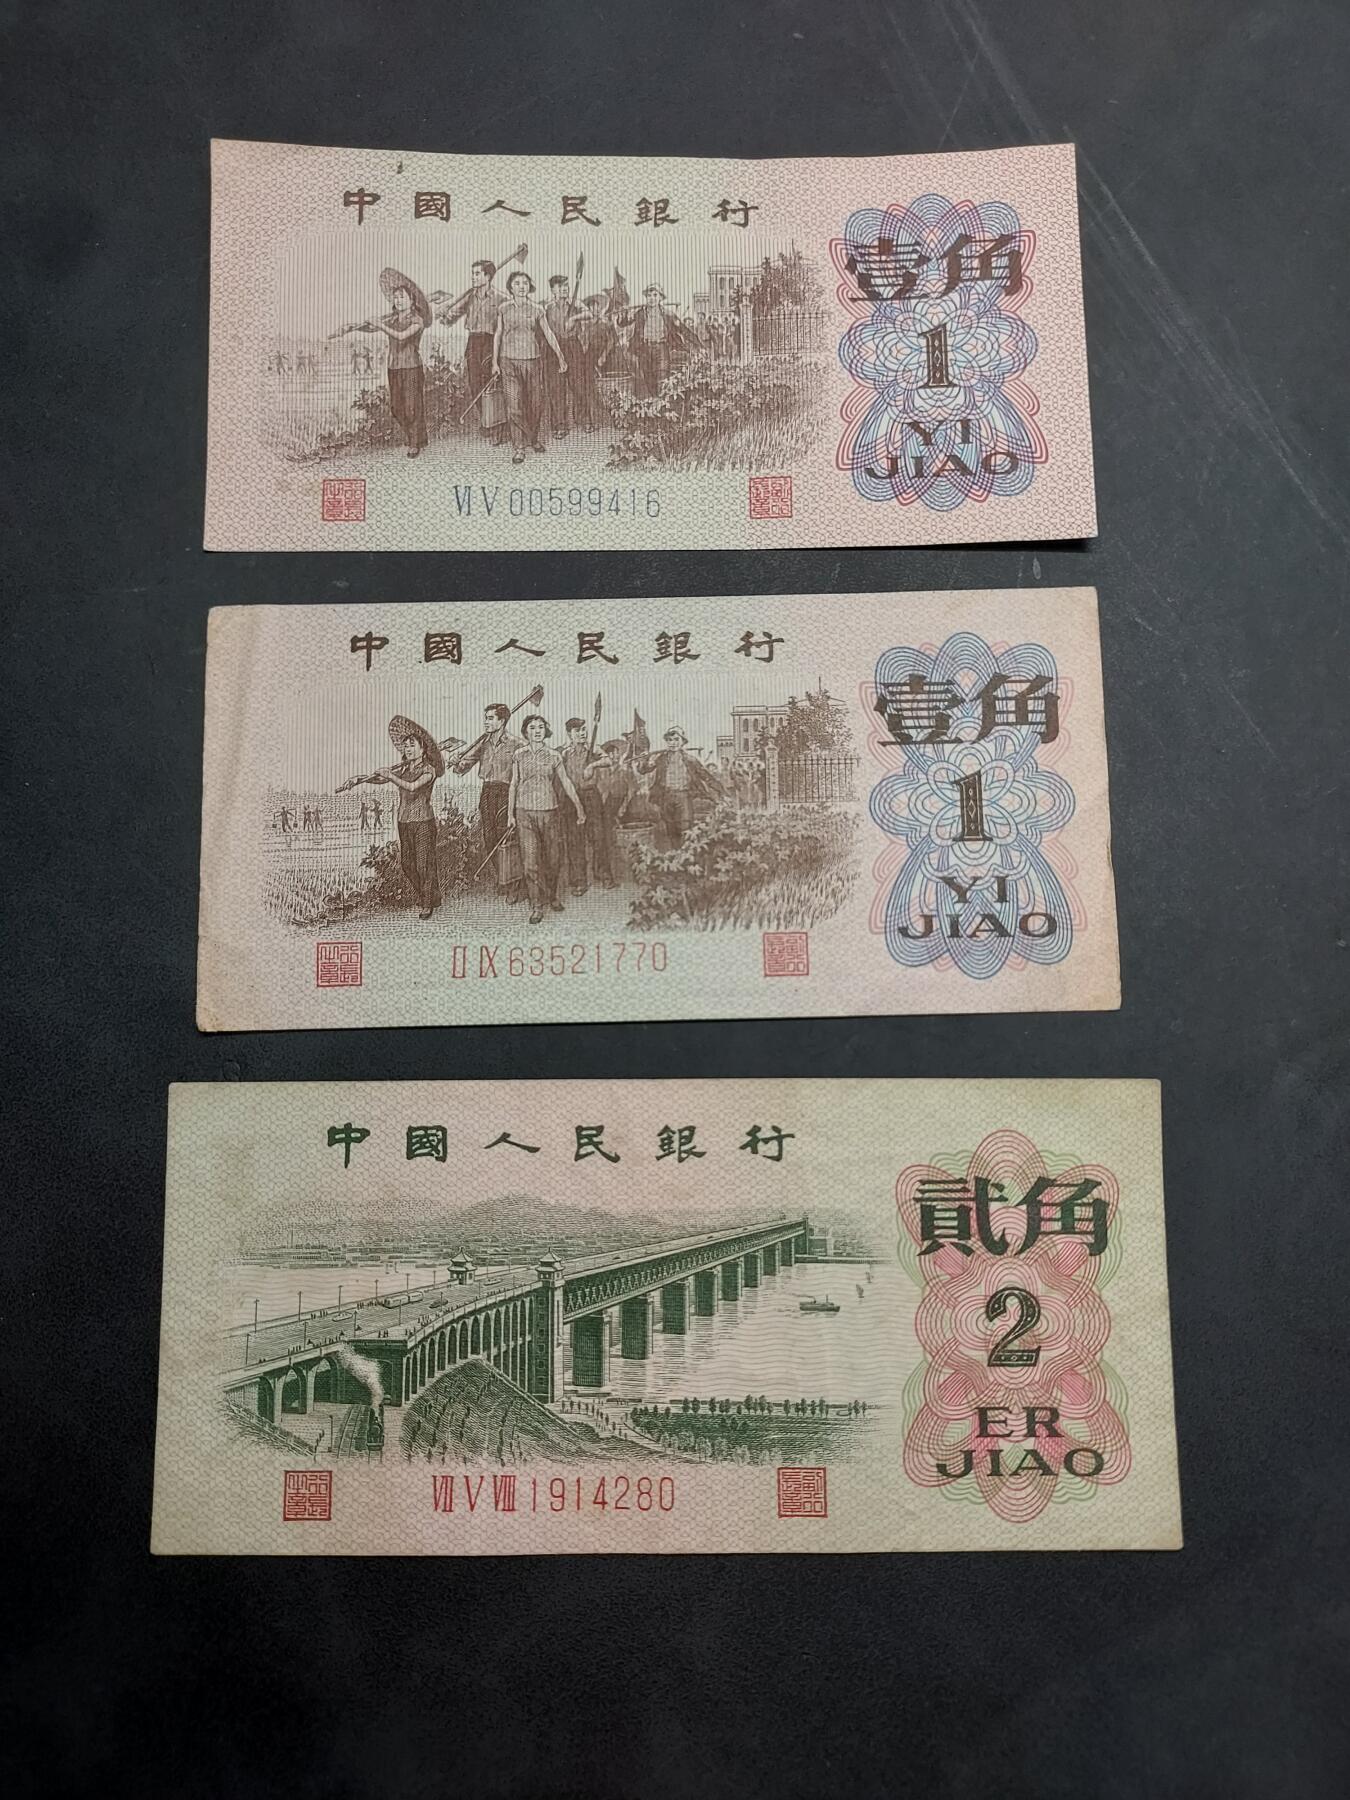 中國人民銀行
壹角
1
YI
JIAO
ⅥⅤ00599416
中國人民銀行
壹角
1
YI
JIAO
ⅡⅨ63521770
中國人民銀行
貳角
2
ER
JIAO
ⅦⅤⅧ1914280